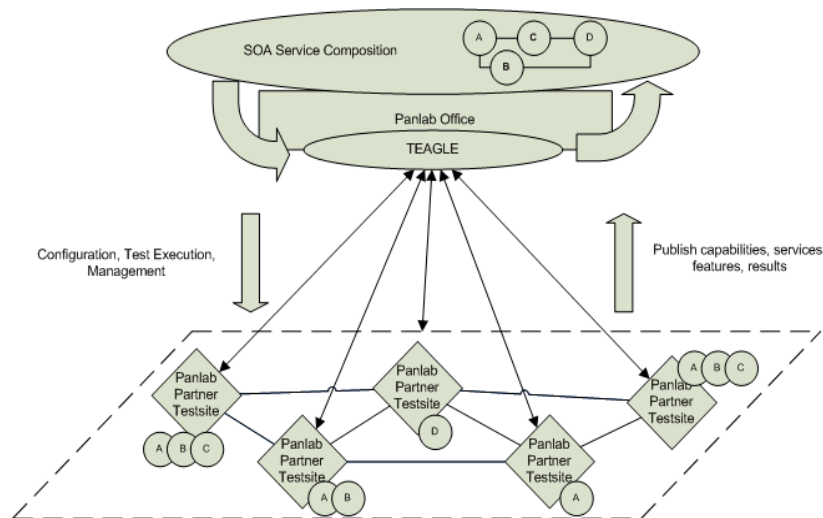 SOA Service Composition
A
C
D
B
Panlab Office
TEAGLE
Configuration, Test Execution,
Management
Publish capabilities, services
features, results
Panlab
Partner
Testsite
A
B
C
Panlab
Partner
Testsite
A
B
Panlab
Partner
Testsite
D
Panlab
Partner
Testsite
A
Panlab
Partner
Testsite
A
B
C